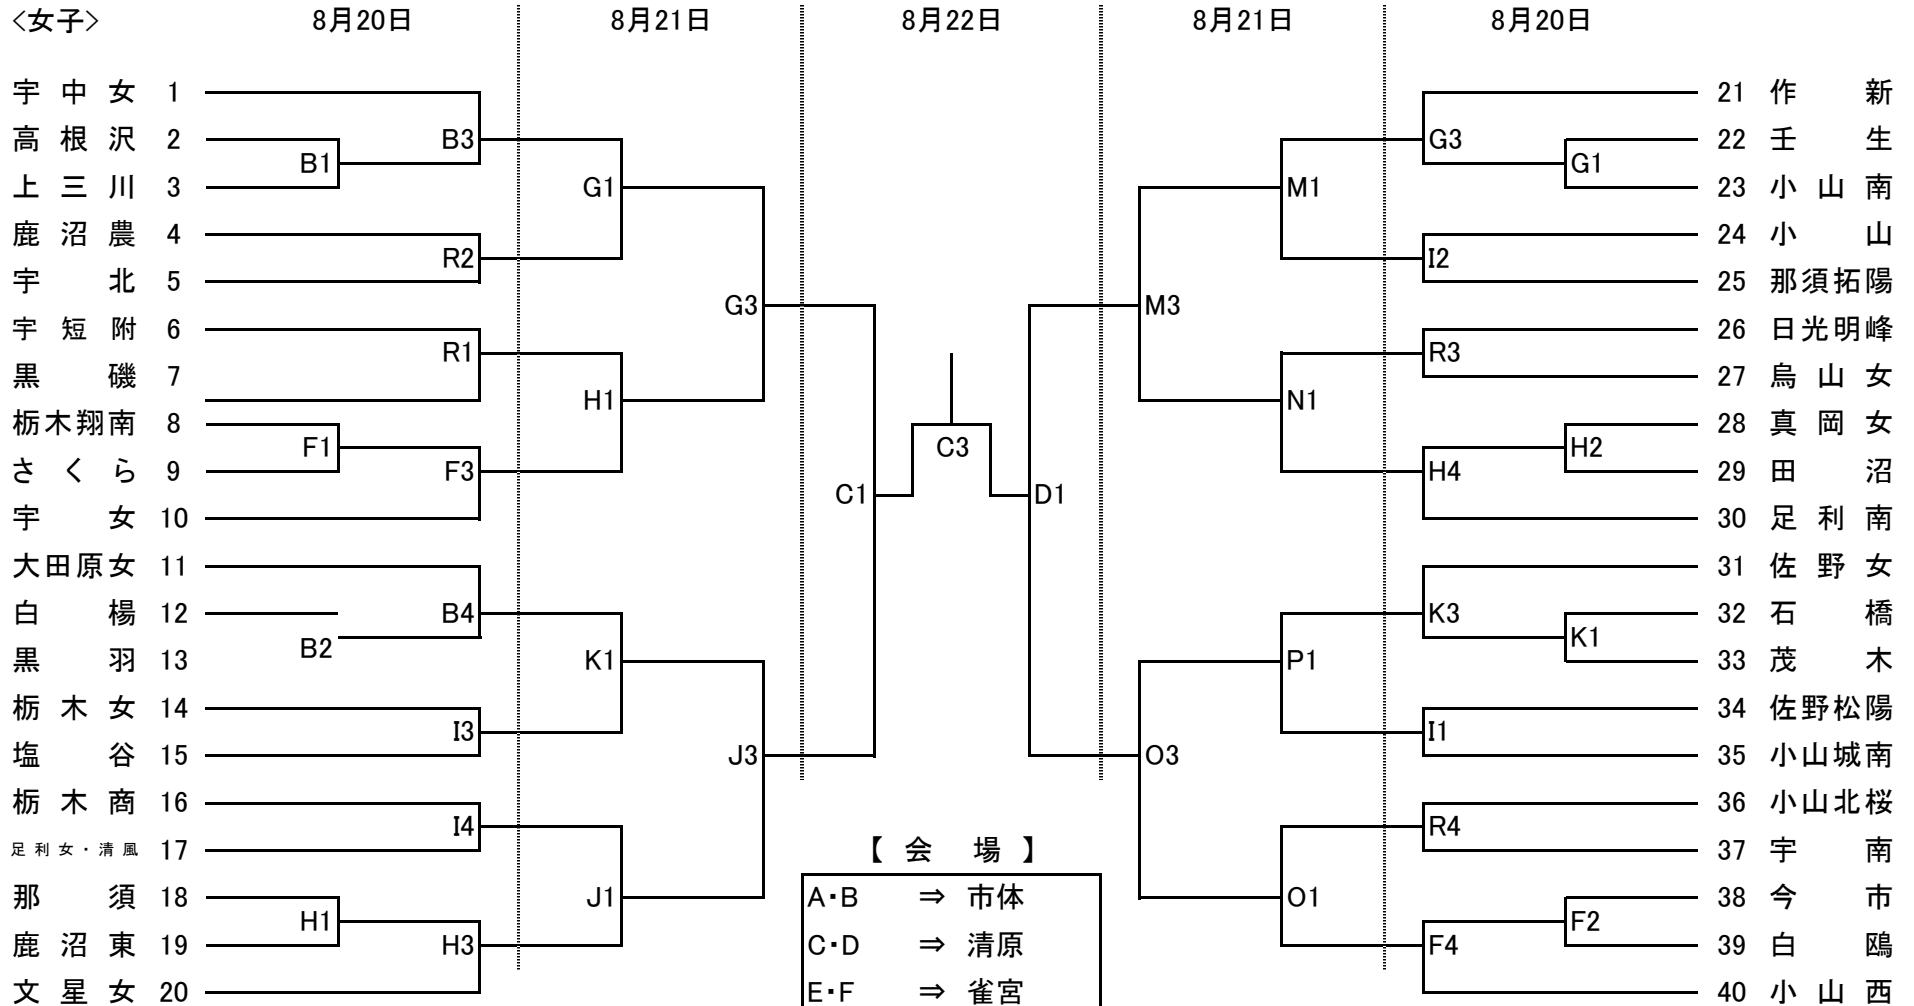 <女子> 8月20日 8月21日 8月22日 8月21日 8月20日
宇中女 1 21 作新
高根沢 2 B3 G3 22 壬生
B1 G1
上三川 3 G1 M1 23 小山南
鹿沼農 4 24 小山
R2 I2
宇北 5 25 那須拓陽
G3 M3
宇短附 6 26 日光明峰
R1 R3
黒磯 7 27 烏山女
H1 N1
栃木翔南 8 28 真岡女
F1 C3 H2
さくら 9 F3 H4 29 田沼
C1 D1
宇女 10 30 足利南
大田原女 11 31 佐野女
白楊 12 B4 K3 32 石橋
B2 K1
黒羽 13 K1 P1 33 茂木
栃木女 14 34 佐野松陽
I3 I1
塩谷 15 J3 O3 35 小山城南
栃木商 16 36 小山北桜
I4 R4
足利女・清風 17 【会場】 37 宇南
那須 18 J1 A・B ⇒ 市体 O1 38 今市
H1 F2
鹿沼東 19 H3 C・D ⇒ 清原 F4 39 白鴎
文星女 20 E・F ⇒ 雀宮 40 小山西